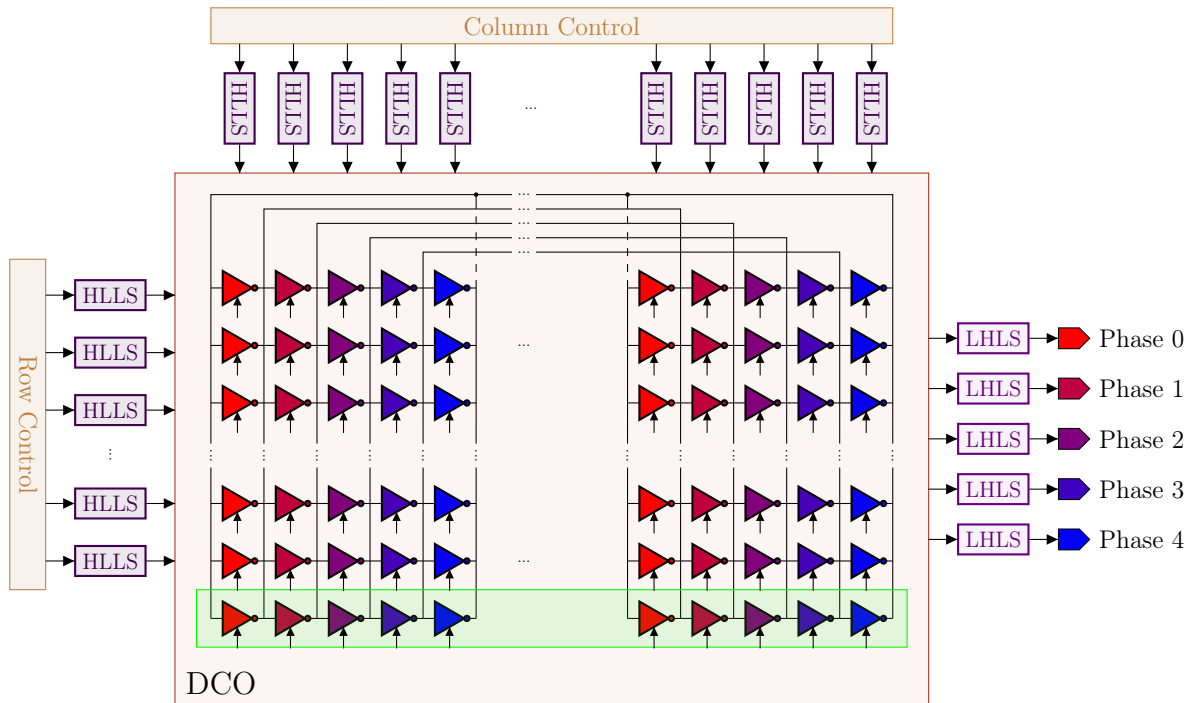 Column Control
HLLS HLLS HLLS HLLS HLLS ... HLLS HLLS HLLS HLLS HLLS
...
...
...
...
...
Row Control
HLLS
HLLS
HLLS
...
HLLS
HLLS
... ... ... ... ... ... ... ... ... ... ... ...
...
...
LHLS Phase 0
LHLS Phase 1
LHLS Phase 2
LHLS Phase 3
LHLS Phase 4
DCO